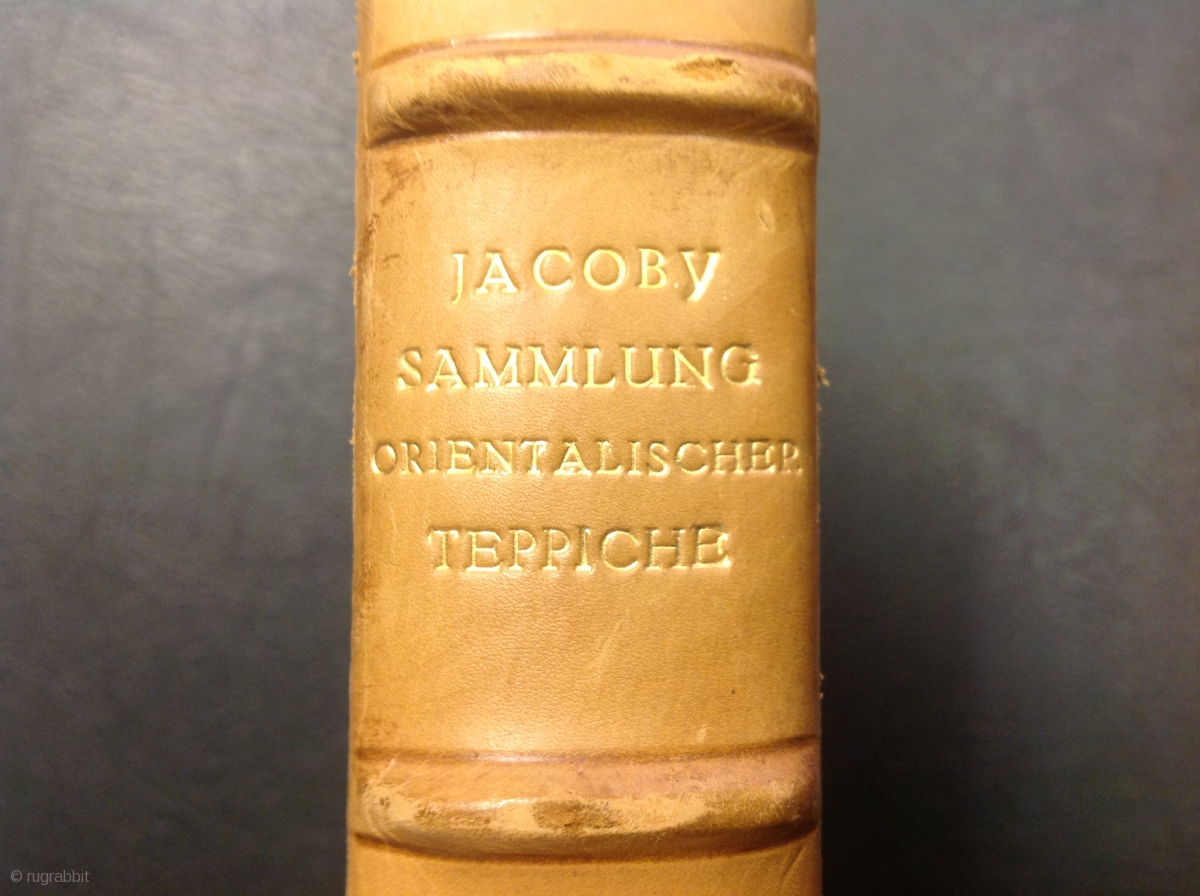 JACOBY
SAMMLUNG
ORIENTALISCHER
TEPPICHE
© rugrabbit